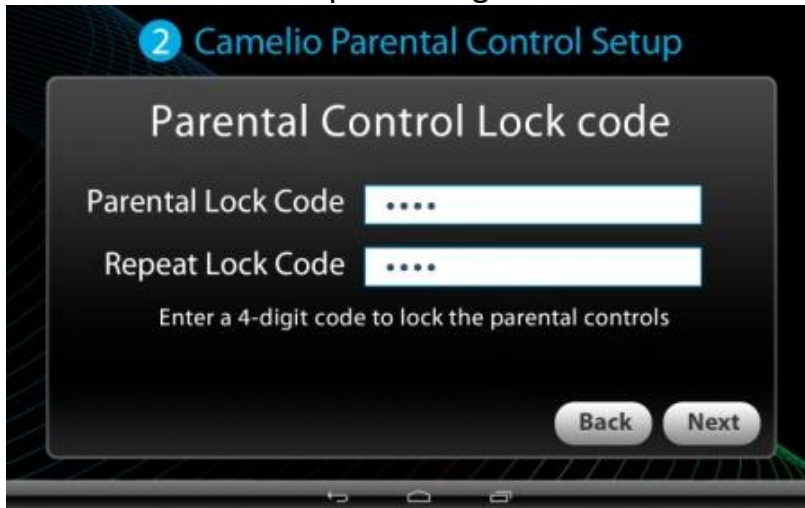 2 Camelio Parental Control Setup
Parental Control Lock code
Parental Lock Code ••••
Repeat Lock Code ••••
Enter a 4-digit code to lock the parental controls
Back Next